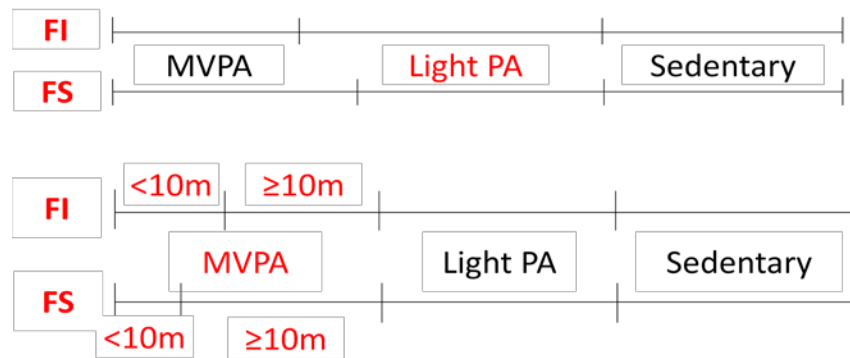 FI
MVPA Light PA Sedentary
FS
<10m ≥10m
FI
MVPA Light PA Sedentary
FS
<10m ≥10m